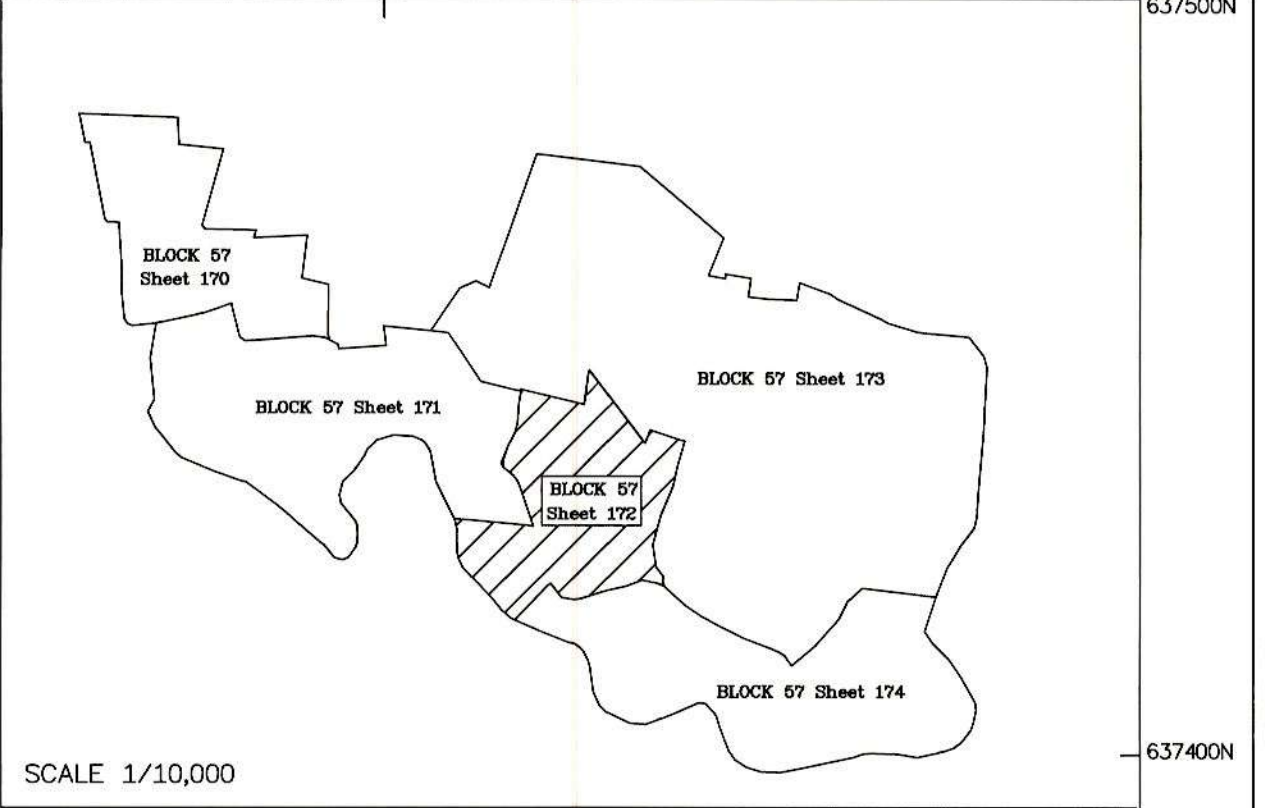 637500N
BLOCK 57
Sheet 170
BLOCK 57 Sheet 173
BLOCK 57 Sheet 171
BLOCK 57
Sheet 172
BLOCK 57 Sheet 174
637400N
SCALE 1/10,000